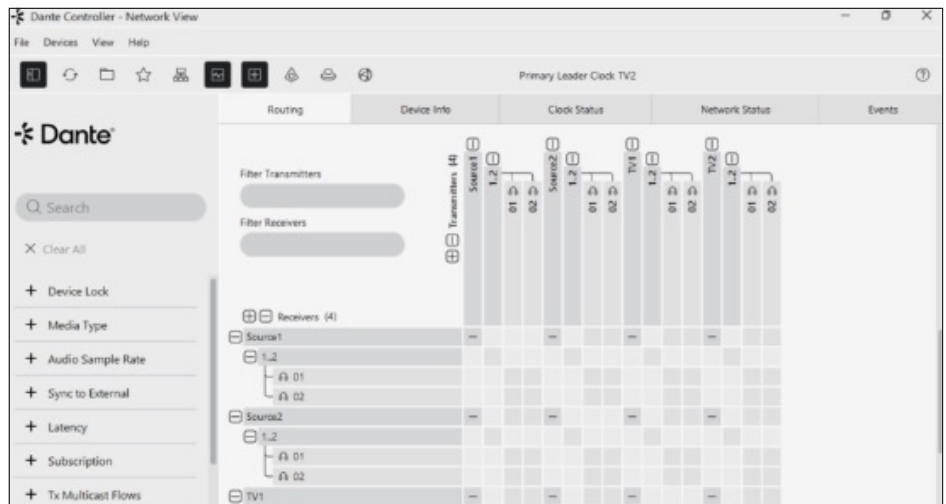 Dante Controller - Network View
File Devices View Help
Primary Leader Clock TV2
Routing Device Info Clock Status Network Status Events
Dante
Search
Clear All
Device Lock
Media Type
Audio Sample Rate
Sync to External
Latency
Subscription
Tx Multicast Flows
Filter Transmitters
Filter Receivers
Transmitters (4)
Source1
1..2
01
02
Source2
1..2
01
02
TV1
1..2
01
02
TV2
1..2
01
02
Receivers (4)
Source1
1..2
01
02
Source2
1..2
01
02
TV1